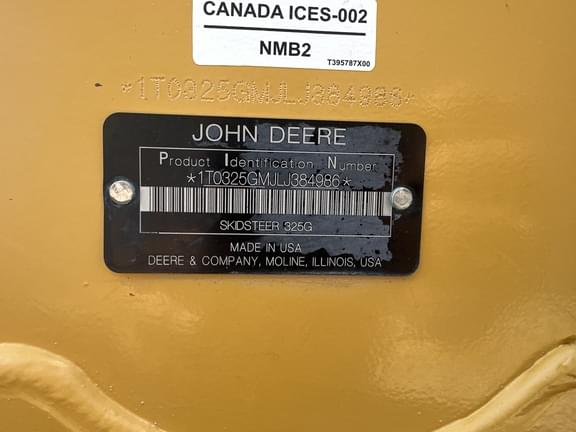 CANADA ICES-002
NMB2
T395787X00
*1T0325GMJLJ384986*
JOHN DEERE
Product Identification Number
*1T0325GMJLJ384986*
SKIDSTEER 325G
MADE IN USA
DEERE & COMPANY, MOLINE, ILLINOIS, USA